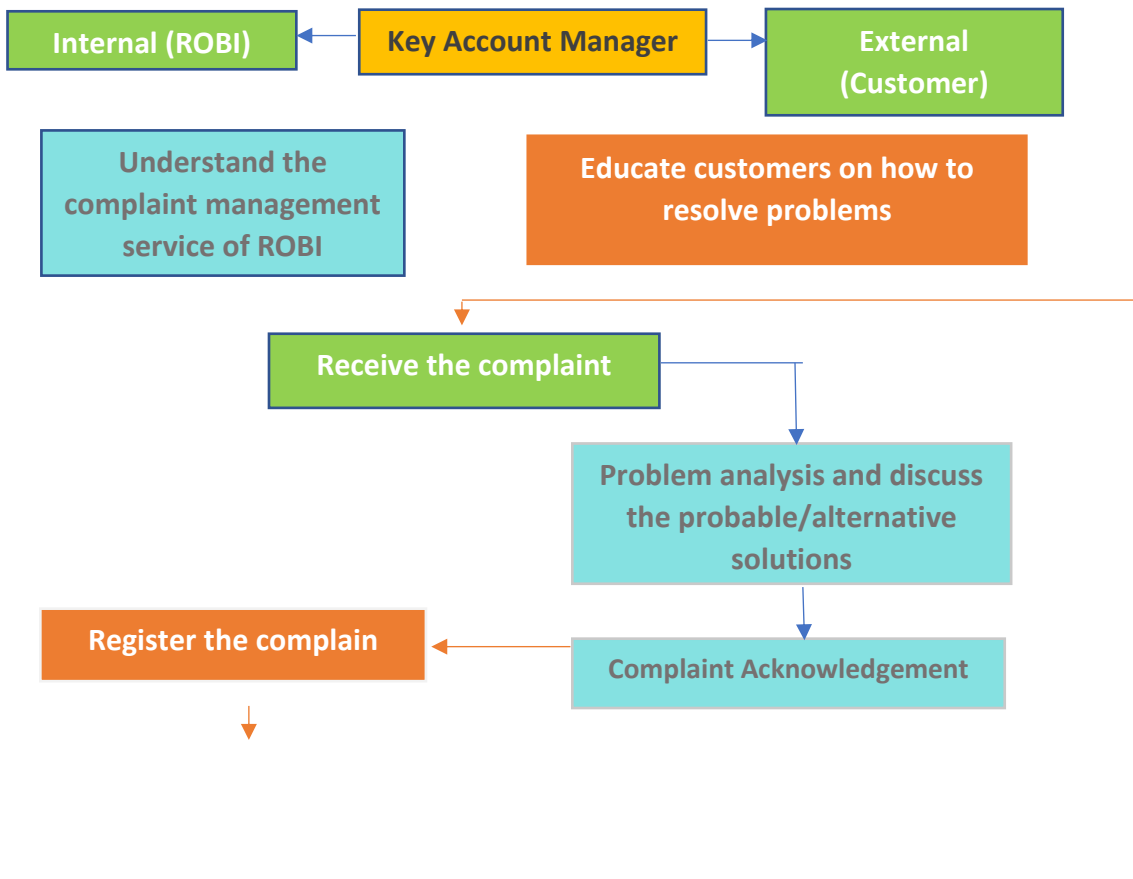 Internal (ROBI)
Key Account Manager
External
(Customer)
Understand the
complaint management
service of ROBI
Educate customers on how to
resolve problems
Receive the complaint
Problem analysis and discuss
the probable/alternative
solutions
Register the complain
Complaint Acknowledgement